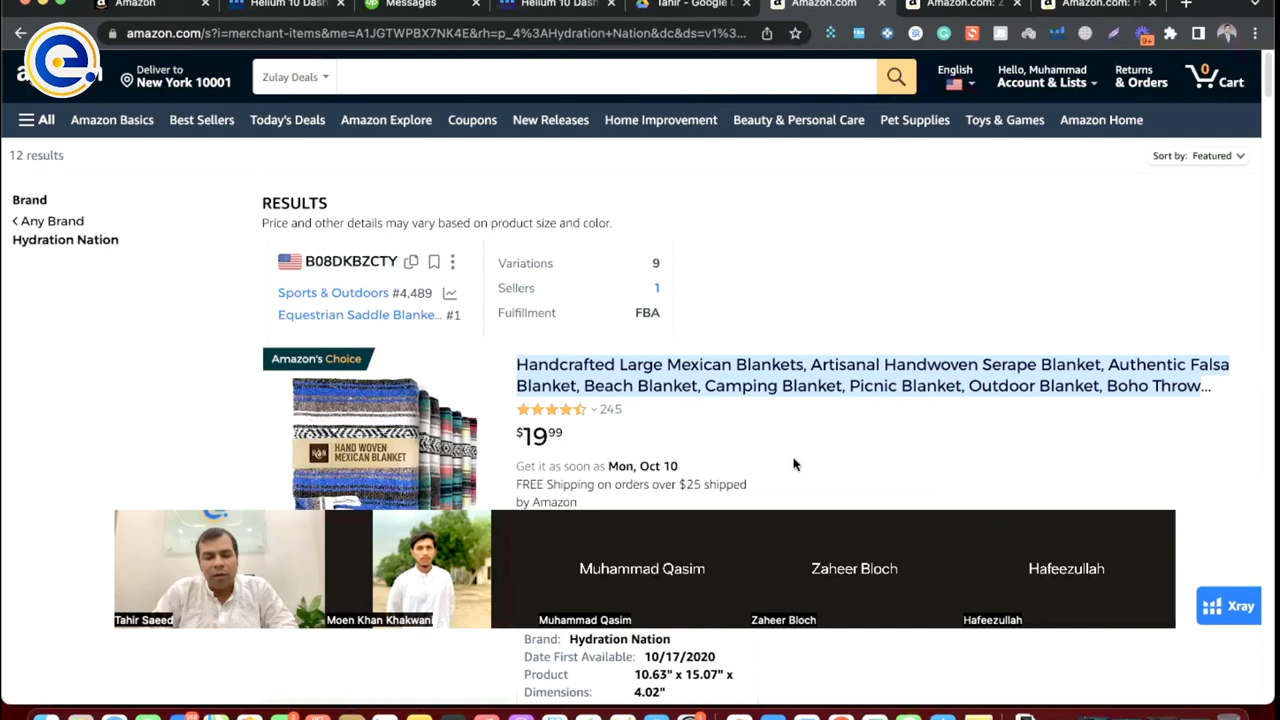 Amazon
Helium 10 Dash
Messages
Helium 10 Dash
Tahir - Google
Amazon.com
Amazon.com: Z
Amazon.com: H
amazon.com/s?i=merchant-items&me=A1JGTWPBX7NK4E&rh=p_4%3AHydration+Nation&dc&ds=v1%3...
9+
e
Deliver to
New York 10001
Zulay Deals
English
Hello, Muhammad
Account & Lists
Returns
& Orders
0
Cart
All
Amazon Basics
Best Sellers
Today's Deals
Amazon Explore
Coupons
New Releases
Home Improvement
Beauty & Personal Care
Pet Supplies
Toys & Games
Amazon Home
12 results
Sort by: Featured
Brand
Any Brand
Hydration Nation
RESULTS
Price and other details may vary based on product size and color.
B08DKBZCTY
Sports & Outdoors #4,489
Equestrian Saddle Blanke... #1
Variations 9
Sellers 1
Fulfillment FBA
Amazon's Choice
HAND WOVEN
MEXICAN BLANKET
Handcrafted Large Mexican Blankets, Artisanal Handwoven Serape Blanket, Authentic Falsa
Blanket, Beach Blanket, Camping Blanket, Picnic Blanket, Outdoor Blanket, Boho Throw...
245
$19 99
Get it as soon as Mon, Oct 10
FREE Shipping on orders over $25 shipped
by Amazon
Tahir Saeed
Moen Khan Khakwani
Muhammad Qasim
Muhammad Qasim
Zaheer Bloch
Zaheer Bloch
Hafeezullah
Hafeezullah
Xray
Brand: Hydration Nation
Date First Available: 10/17/2020
Product 10.63" x 15.07" x
Dimensions: 4.02"